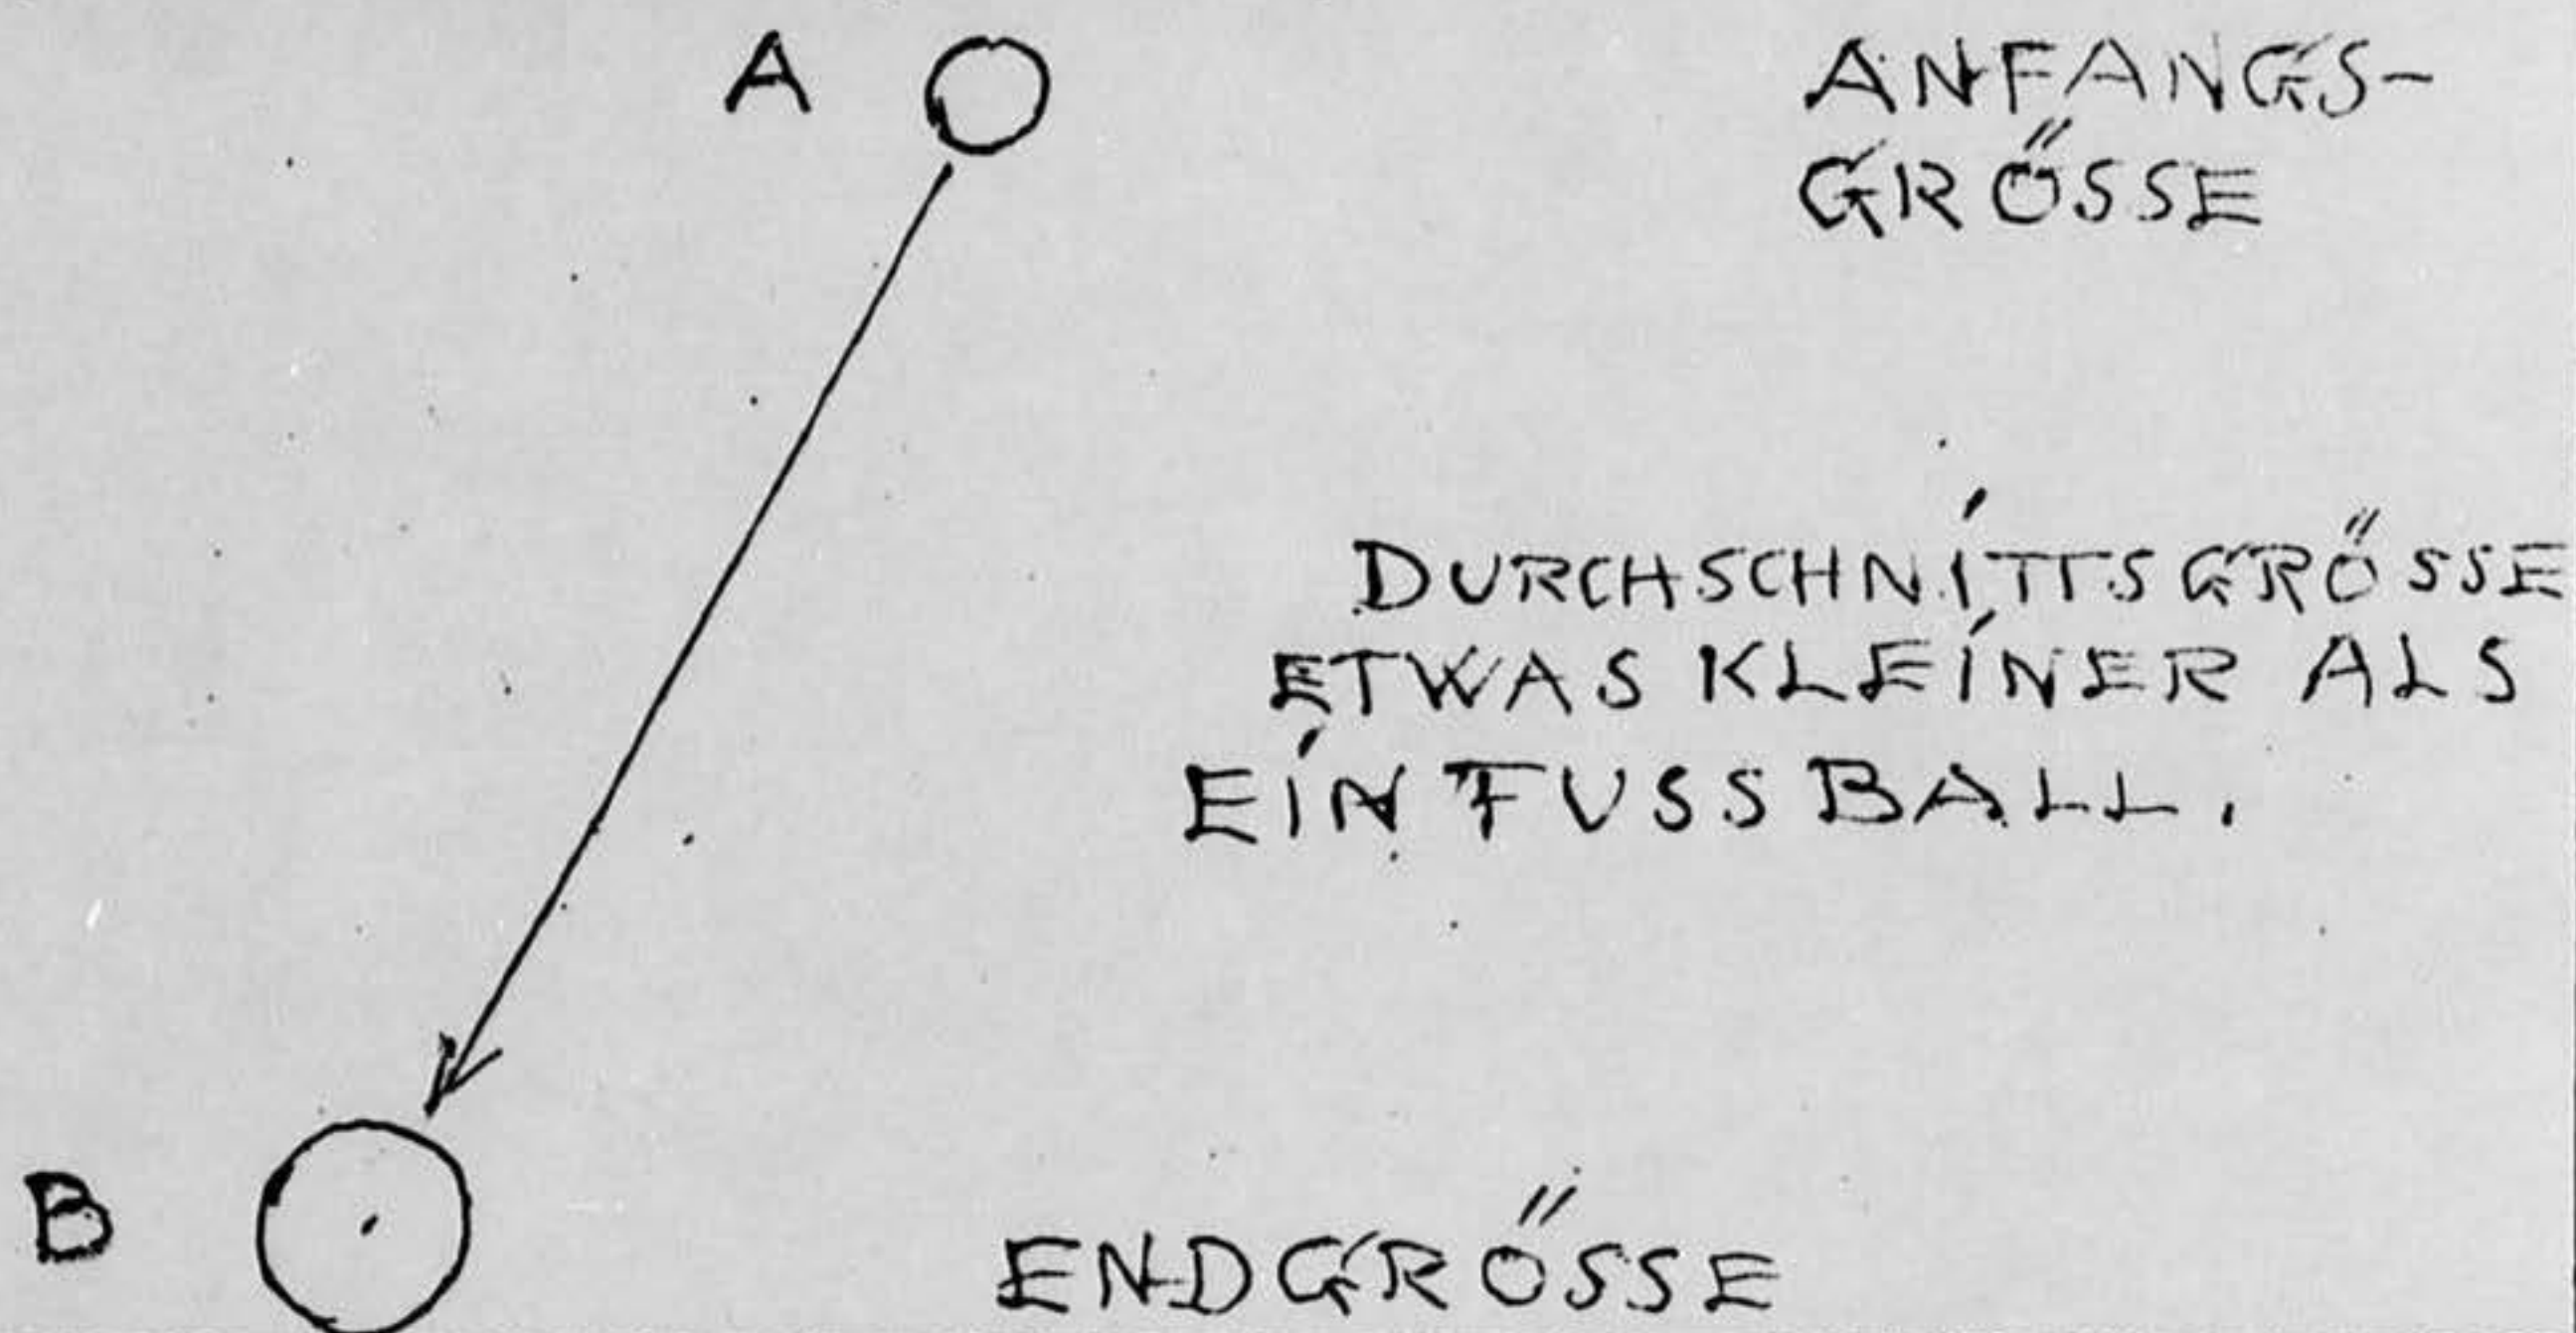 A
ANFANGS-
GRÖSSE
DURCHSCHNITTSGRÖSSE
ETWAS KLEINER ALS
EIN FUSSBALL.
B
ENDGRÖSSE